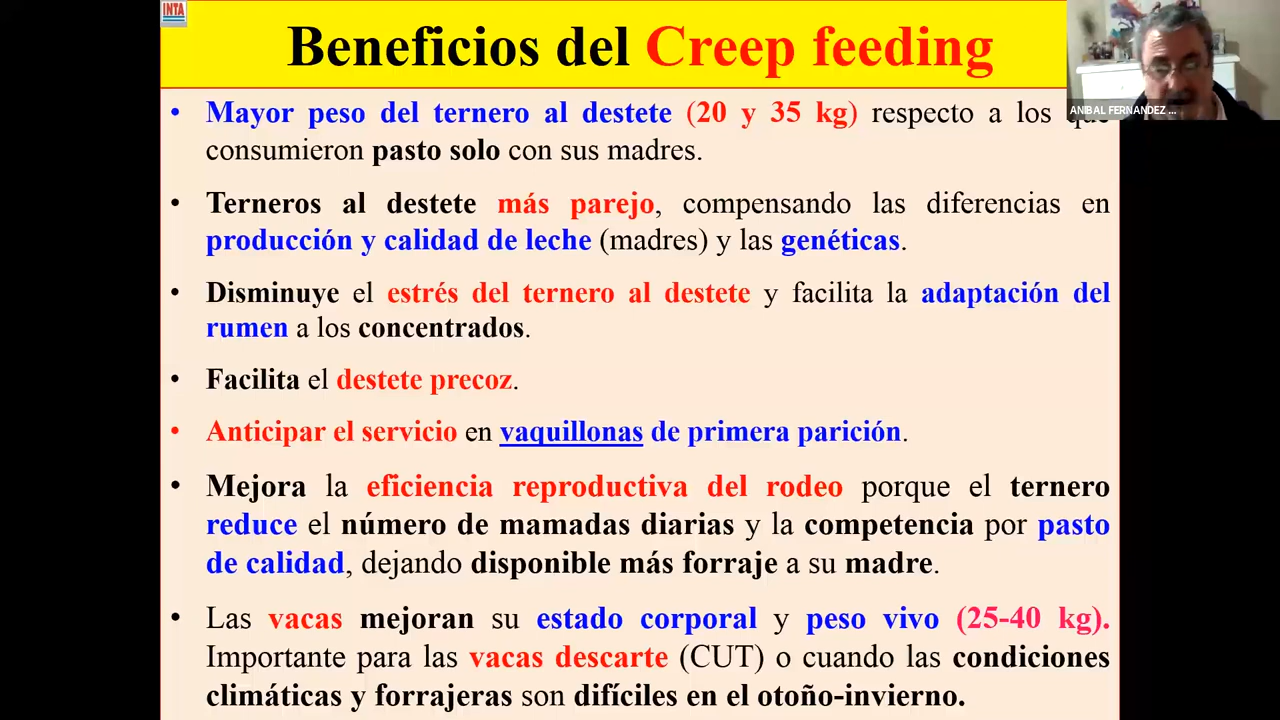 INTA
Beneficios del Creep feeding
ANIBAL FERNANDEZ ...
• Mayor peso del ternero al destete (20 y 35 kg) respecto a los que
consumieron pasto solo con sus madres.
• Terneros al destete más parejo, compensando las diferencias en
producción y calidad de leche (madres) y las genéticas.
• Disminuye el estrés del ternero al destete y facilita la adaptación del
rumen a los concentrados.
• Facilita el destete precoz.
• Anticipar el servicio en vaquillonas de primera parición.
• Mejora la eficiencia reproductiva del rodeo porque el ternero
reduce el número de mamadas diarias y la competencia por pasto
de calidad, dejando disponible más forraje a su madre.
• Las vacas mejoran su estado corporal y peso vivo (25-40 kg).
Importante para las vacas descarte (CUT) o cuando las condiciones
climáticas y forrajeras son difíciles en el otoño-invierno.